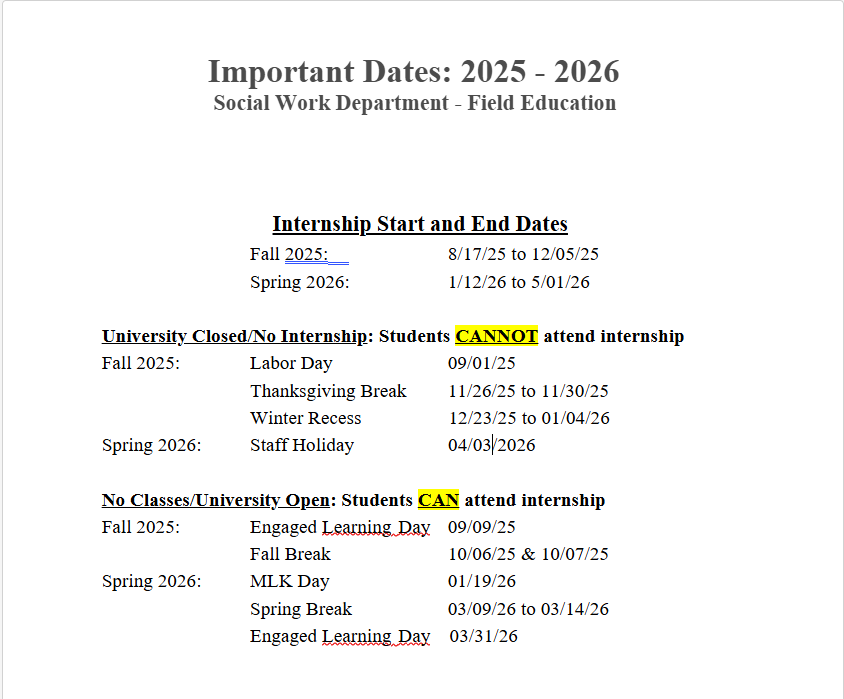 Important Dates: 2025 - 2026
Social Work Department - Field Education
Internship Start and End Dates
Fall 2025: 8/17/25 to 12/05/25
Spring 2026: 1/12/26 to 5/01/26
University Closed/No Internship: Students CANNOT attend internship
Fall 2025: Labor Day 09/01/25
Thanksgiving Break 11/26/25 to 11/30/25
Winter Recess 12/23/25 to 01/04/26
Spring 2026: Staff Holiday 04/03/2026
No Classes/University Open: Students CAN attend internship
Fall 2025: Engaged Learning Day 09/09/25
Fall Break 10/06/25 & 10/07/25
Spring 2026: MLK Day 01/19/26
Spring Break 03/09/26 to 03/14/26
Engaged Learning Day 03/31/26